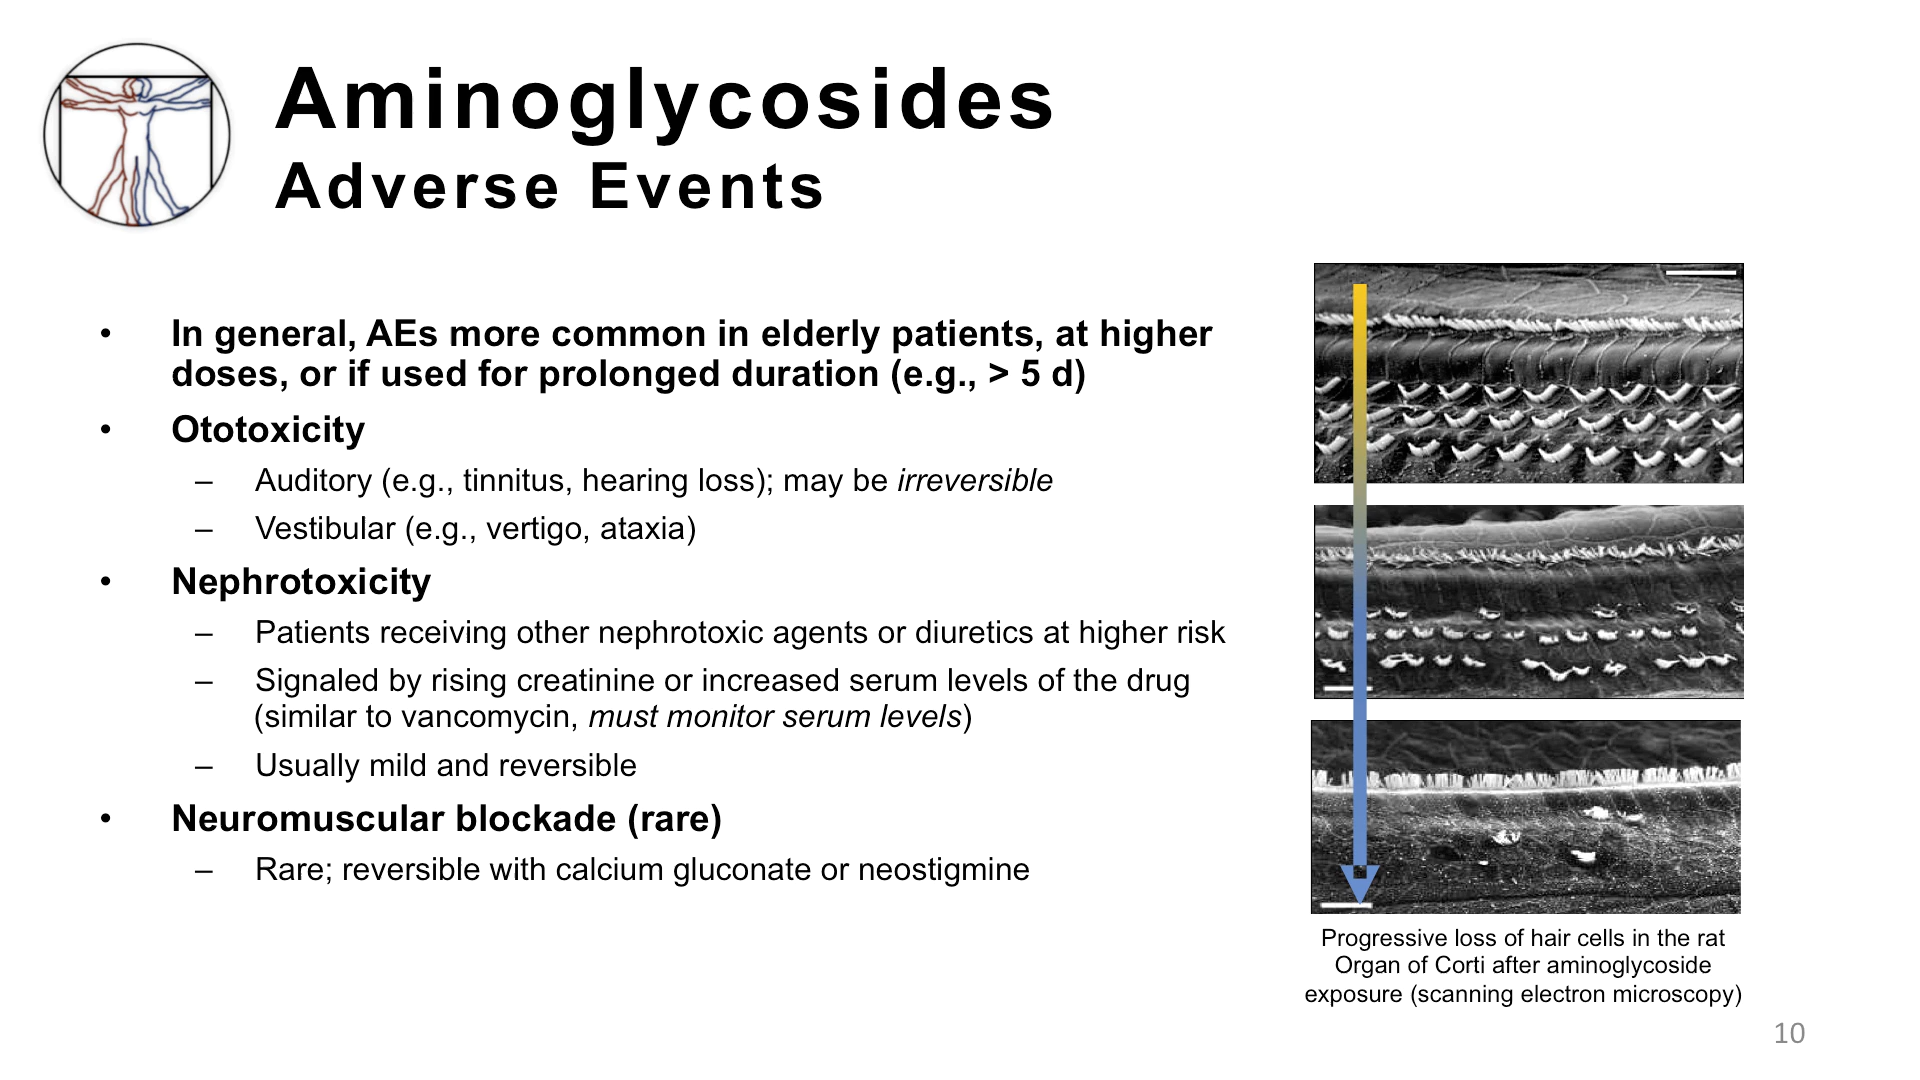 Aminoglycosides
Adverse Events
• In general, AEs more common in elderly patients, at higher
doses, or if used for prolonged duration (e.g., > 5 d)
• Ototoxicity
– Auditory (e.g., tinnitus, hearing loss); may be irreversible
– Vestibular (e.g., vertigo, ataxia)
• Nephrotoxicity
– Patients receiving other nephrotoxic agents or diuretics at higher risk
– Signaled by rising creatinine or increased serum levels of the drug
(similar to vancomycin, must monitor serum levels)
– Usually mild and reversible
• Neuromuscular blockade (rare)
– Rare; reversible with calcium gluconate or neostigmine
Progressive loss of hair cells in the rat
Organ of Corti after aminoglycoside
exposure (scanning electron microscopy)
10